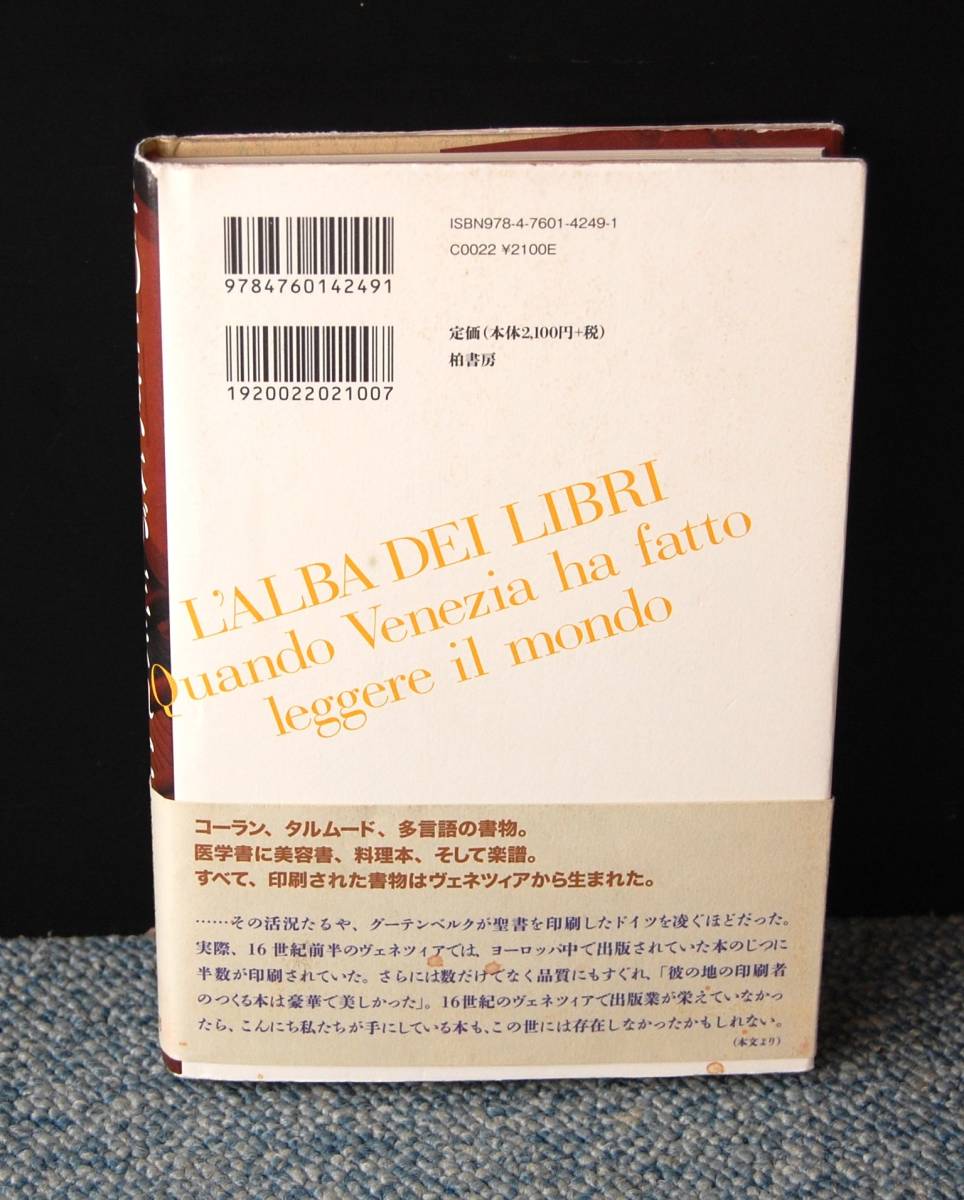 ISBN978-4-7601-4249-1
C0022 ¥2100E
9784760142491
定価(本体2,100円+税)
柏書房
1920022021007
L'ALBA DEI LIBRI
Quando Venezia ha fatto
leggere il mondo
コーラン、タルムード、多言語の書物。
医学書に美容書、料理本、そして楽譜。
すべて、印刷された書物はヴェネツィアから生まれた。
……その活況たるや、グーテンベルクが聖書を印刷したドイツを凌ぐほどだった。
実際、16世紀前半のヴェネツィアでは、ヨーロッパ中で出版されていた本のじつに
半数が印刷されていた。さらには数だけでなく品質にもすぐれ、「彼の地の印刷者
のつくる本は豪華で美しかった」。16世紀のヴェネツィアで出版業が栄えていなかっ
たら、こんにち私たちが手にしている本も、この世には存在しなかったかもしれない。
(本文より)